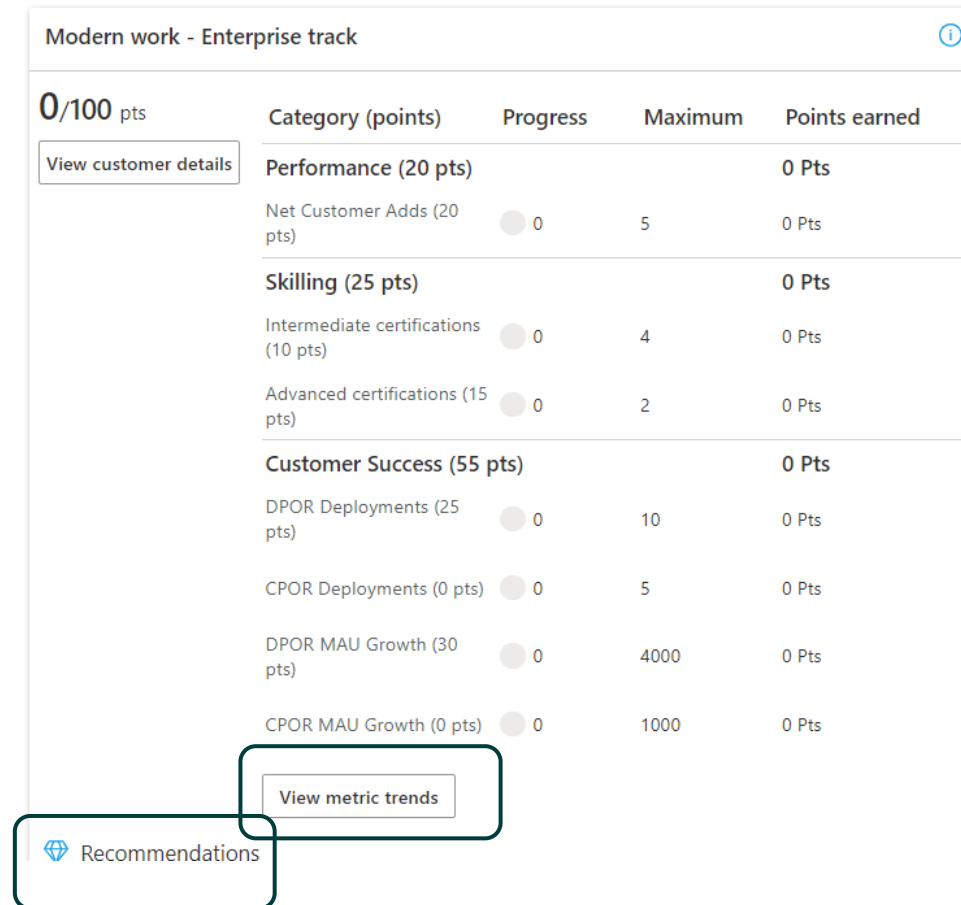 Modern work - Enterprise track
0/100 pts
View customer details
Category (points) Progress Maximum Points earned
Performance (20 pts) 0 Pts
Net Customer Adds (20
pts) 0 5 0 Pts
Skilling (25 pts) 0 Pts
Intermediate certifications
(10 pts) 0 4 0 Pts
Advanced certifications (15
pts) 0 2 0 Pts
Customer Success (55 pts) 0 Pts
DPOR Deployments (25
pts) 0 10 0 Pts
CPOR Deployments (0 pts) 0 5 0 Pts
DPOR MAU Growth (30
pts) 0 4000 0 Pts
CPOR MAU Growth (0 pts) 0 1000 0 Pts
View metric trends
Recommendations